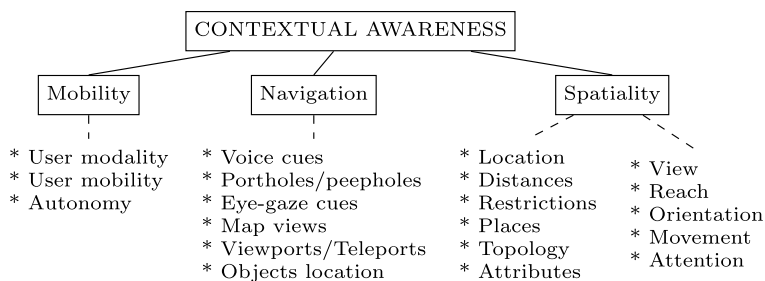 CONTEXTUAL AWARENESS
Mobility
Navigation
Spatiality
* User modality
* User mobility
* Autonomy
* Voice cues
* Portholes/peepholes
* Eye-gaze cues
* Map views
* Viewports/Teleports
* Objects location
* Location
* Distances
* Restrictions
* Places
* Topology
* Attributes
* View
* Reach
* Orientation
* Movement
* Attention